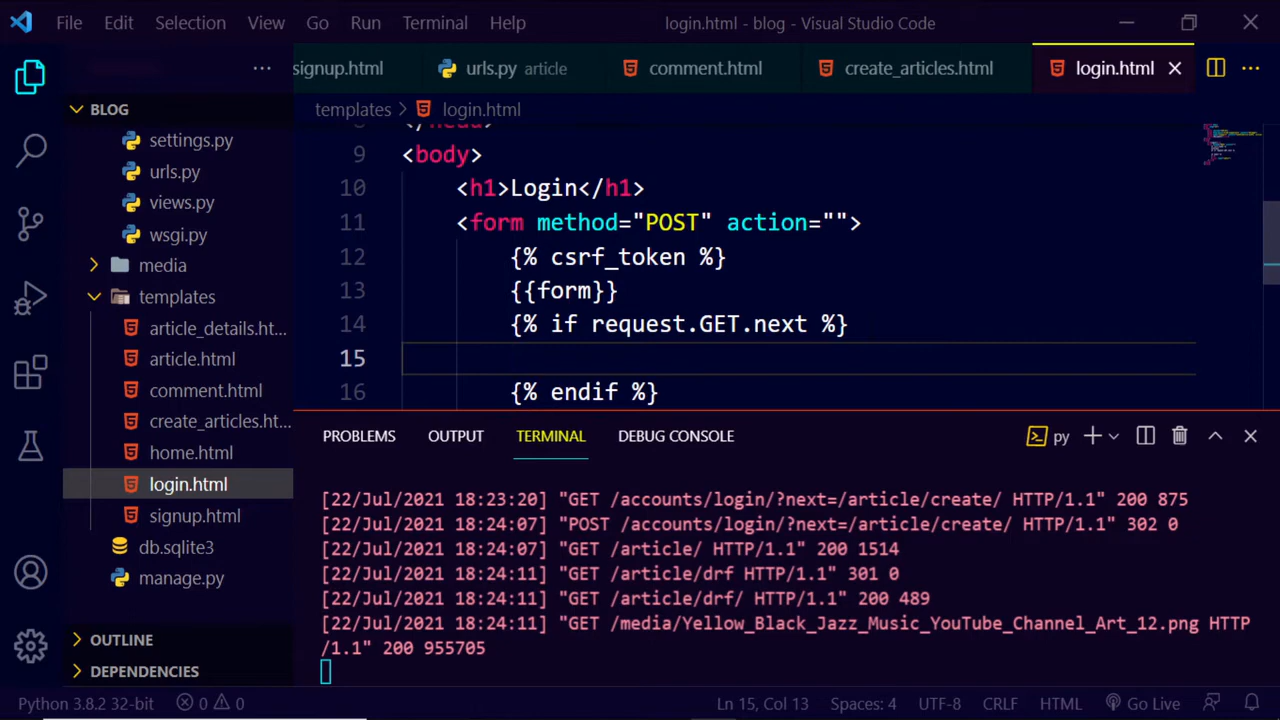 File Edit Selection View Go Run Terminal Help login.html - blog - Visual Studio Code
signup.html urls.py article comment.html create_articles.html login.html
BLOG
templates > login.html
settings.py
urls.py
views.py
wsgi.py
media
templates
article_details.ht...
article.html
comment.html
create_articles.ht...
home.html
login.html
signup.html
db.sqlite3
manage.py
OUTLINE
DEPENDENCIES
9 <body>
10 <h1>Login</h1>
11 <form method="POST" action="">
12 {% csrf_token %}
13 {{form}}
14 {% if request.GET.next %}
15
16 {% endif %}
PROBLEMS OUTPUT TERMINAL DEBUG CONSOLE py
[22/Jul/2021 18:23:20] "GET /accounts/login/?next=/article/create/ HTTP/1.1" 200 875
[22/Jul/2021 18:24:07] "POST /accounts/login/?next=/article/create/ HTTP/1.1" 302 0
[22/Jul/2021 18:24:07] "GET /article/ HTTP/1.1" 200 1514
[22/Jul/2021 18:24:11] "GET /article/drf HTTP/1.1" 301 0
[22/Jul/2021 18:24:11] "GET /article/drf/ HTTP/1.1" 200 489
[22/Jul/2021 18:24:11] "GET /media/Yellow_Black_Jazz_Music_YouTube_Channel_Art_12.png HTTP
/1.1" 200 955705
Python 3.8.2 32-bit 0 0 Ln 15, Col 13 Spaces: 4 UTF-8 CRLF HTML Go Live